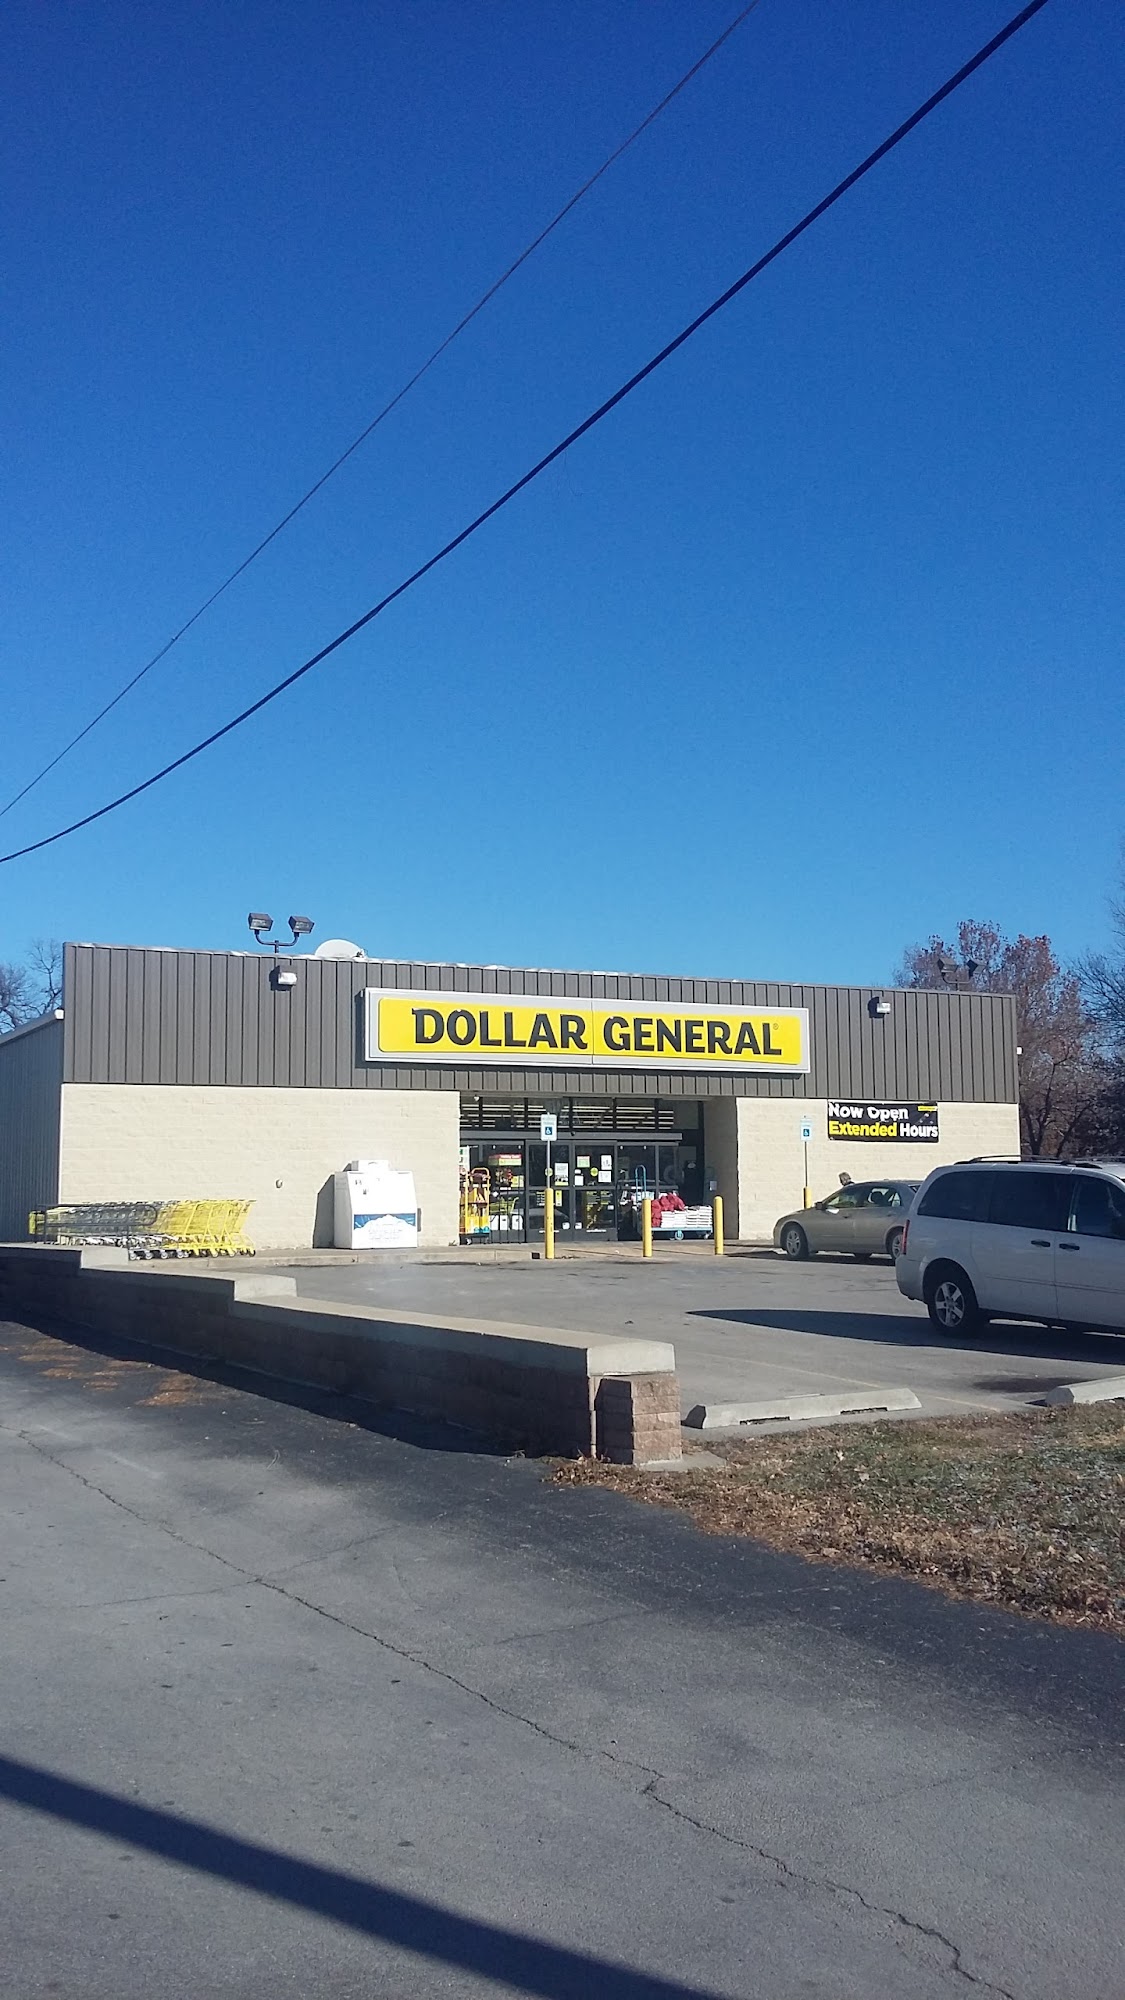 DOLLAR GENERAL®
Now Open
Extended Hours